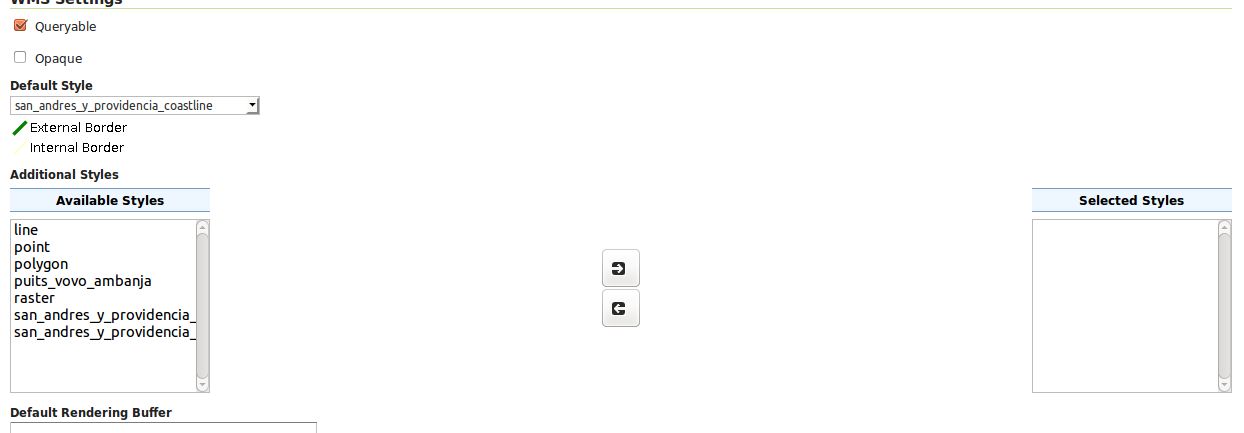 WMS Settings
Queryable
Opaque
Default Style
san_andres_y_providencia_coastline
External Border
Internal Border
Additional Styles
Available Styles
Selected Styles
line
point
polygon
puits_vovo_ambanja
raster
san_andres_y_providencia_
san_andres_y_providencia_
Default Rendering Buffer